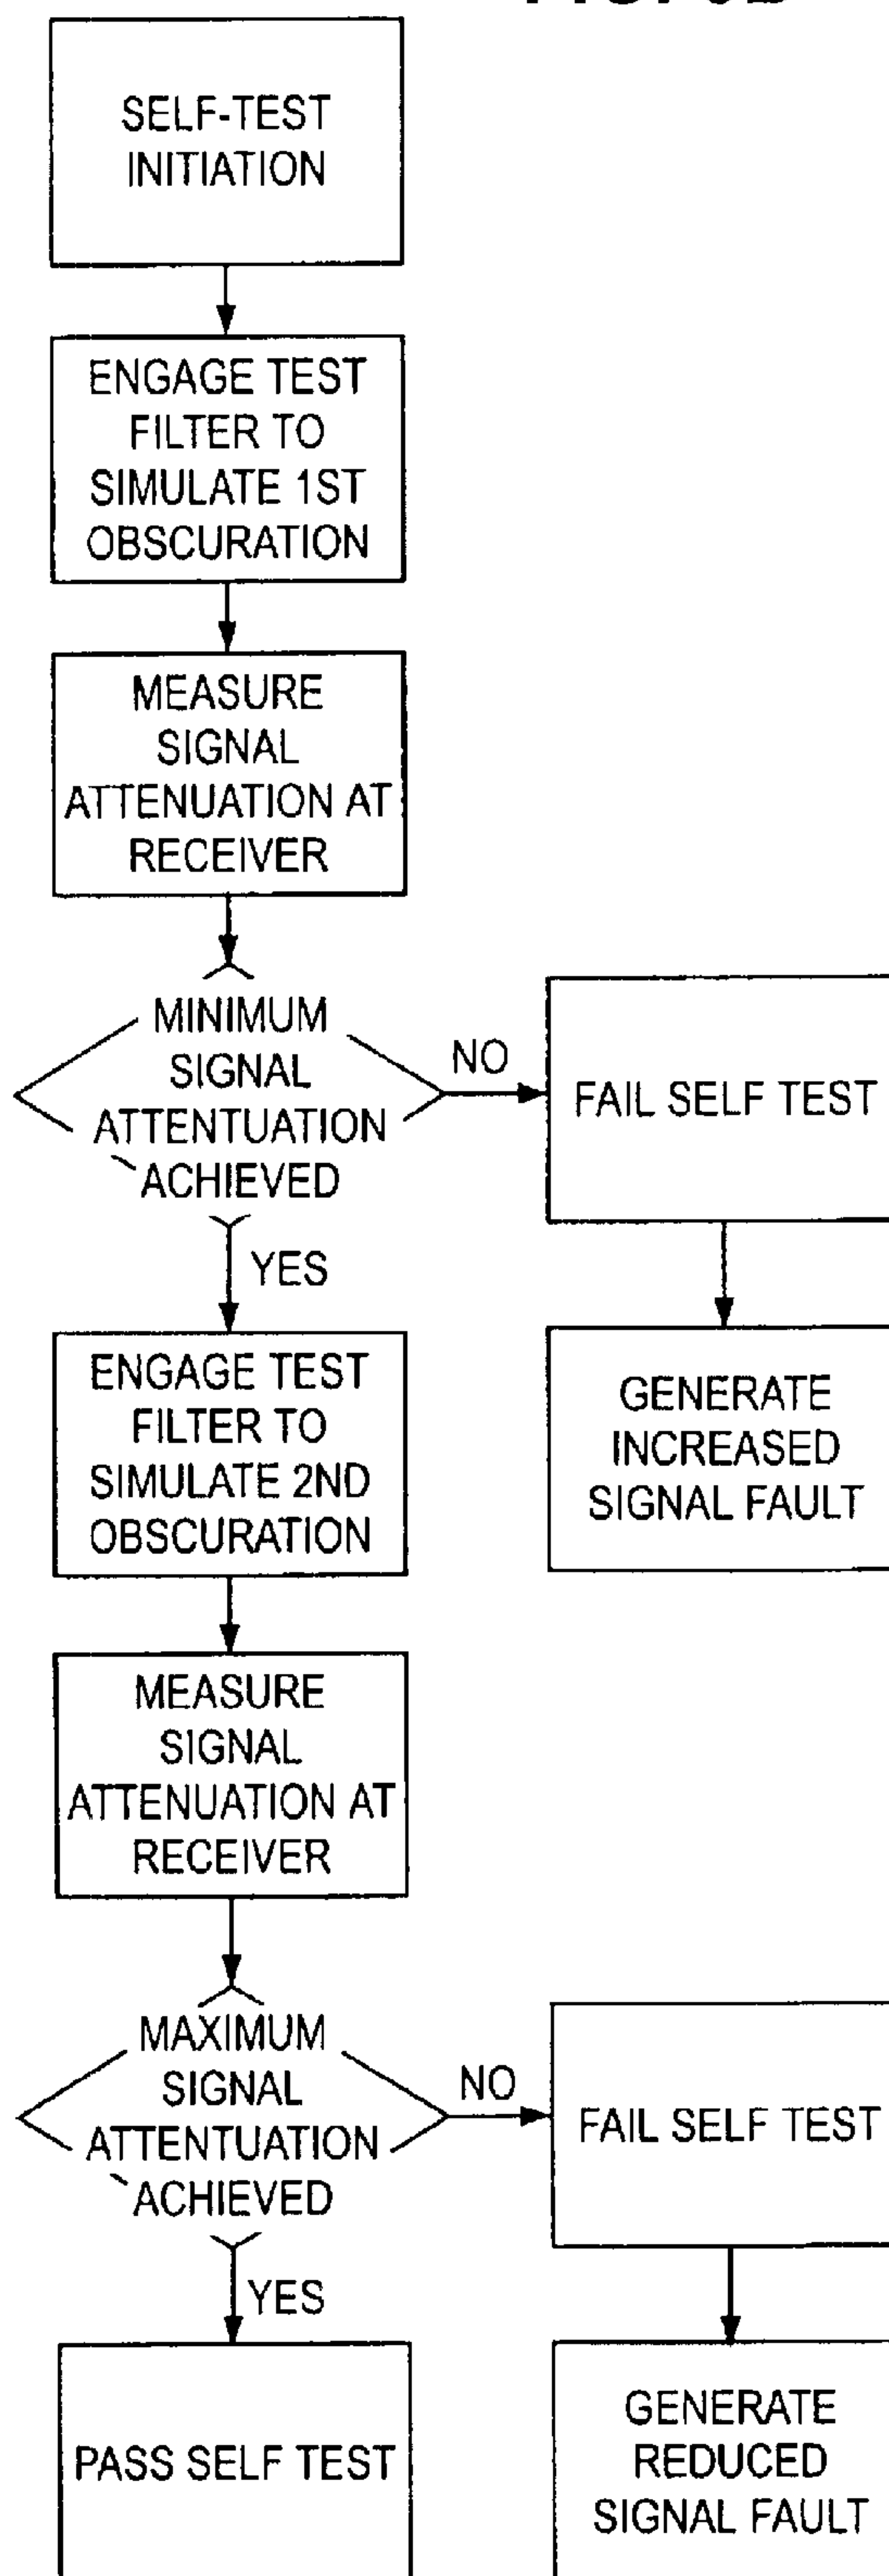 SELF-TEST
INITIATION
ENGAGE TEST
FILTER TO
SIMULATE 1ST
OBSCURATION
MEASURE
SIGNAL
ATTENUATION AT
RECEIVER
MINIMUM
SIGNAL
ATTENTUATION
ACHIEVED
NO
FAIL SELF TEST
YES
GENERATE
INCREASED
SIGNAL FAULT
ENGAGE TEST
FILTER TO
SIMULATE 2ND
OBSCURATION
MEASURE
SIGNAL
ATTENUATION AT
RECEIVER
MAXIMUM
SIGNAL
ATTENTUATION
ACHIEVED
NO
FAIL SELF TEST
YES
PASS SELF TEST
GENERATE
REDUCED
SIGNAL FAULT